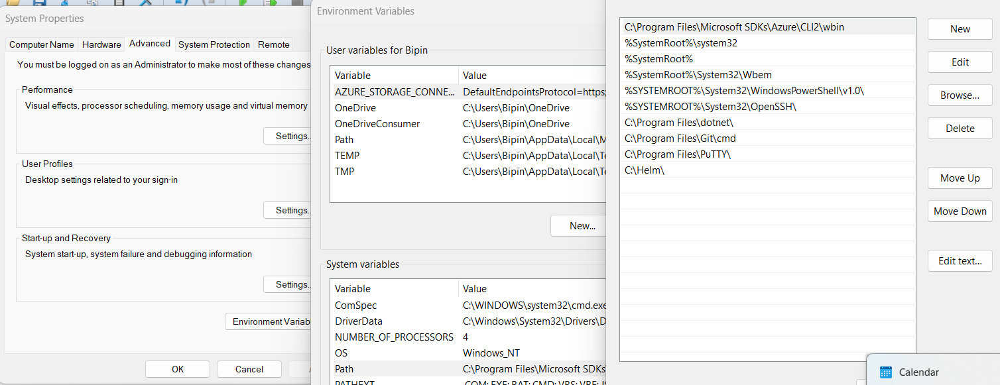 System Properties
Computer Name Hardware Advanced System Protection Remote
You must be logged on as an Administrator to make most of these changes
Performance
Visual effects, processor scheduling, memory usage and virtual memory
Settings..
User Profiles
Desktop settings related to your sign-in
Settings..
Start-up and Recovery
System start-up, system failure and debugging information
Settings..
Environment Variab
OK Cancel
Environment Variables
User variables for Bipin
Variable Value
AZURE_STORAGE_CONNE... DefaultEndpointsProtocol=https;
OneDrive C:\Users\Bipin\OneDrive
OneDriveConsumer C:\Users\Bipin\OneDrive
Path C:\Users\Bipin\AppData\Local\M
TEMP C:\Users\Bipin\AppData\Local\Te
TMP C:\Users\Bipin\AppData\Local\Te
New...
System variables
Variable Value
ComSpec C:\WINDOWS\system32\cmd.exe
DriverData C:\Windows\System32\Drivers\D
NUMBER_OF_PROCESSORS 4
OS Windows_NT
Path C:\Program Files\Microsoft SDKs\
PATHEXT .COM;.EXE;.BAT;.CMD;.VBS;.VBE;.JS
C:\Program Files\Microsoft SDKs\Azure\CLI2\wbin
%SystemRoot%\system32
%SystemRoot%
%SystemRoot%\System32\Wbem
%SYSTEMROOT%\System32\WindowsPowerShell\v1.0\
%SYSTEMROOT%\System32\OpenSSH\
C:\Program Files\dotnet\
C:\Program Files\Git\cmd
C:\Program Files\PuTTY\
C:\Helm\
New
Edit
Browse...
Delete
Move Up
Move Down
Edit text...
Calendar